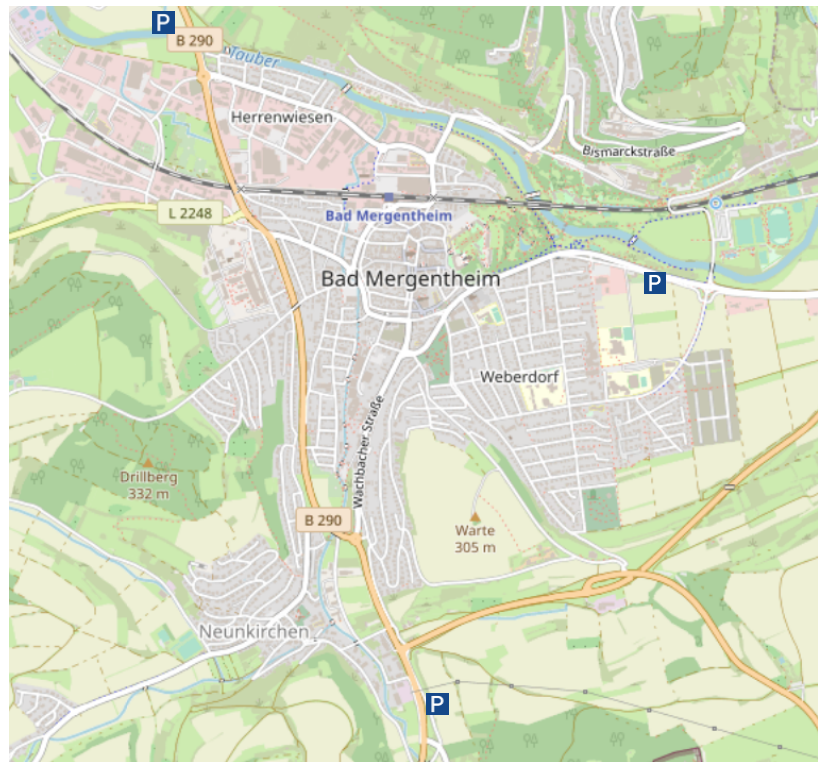 P
B 290
Tauber
Herrenwiesen
Bismarckstraße
L 2248
Bad Mergentheim
Bad Mergentheim
P
Weberdorf
Wachbacher Straße
Drillberg
332 m
B 290
Warte
305 m
Neunkirchen
P